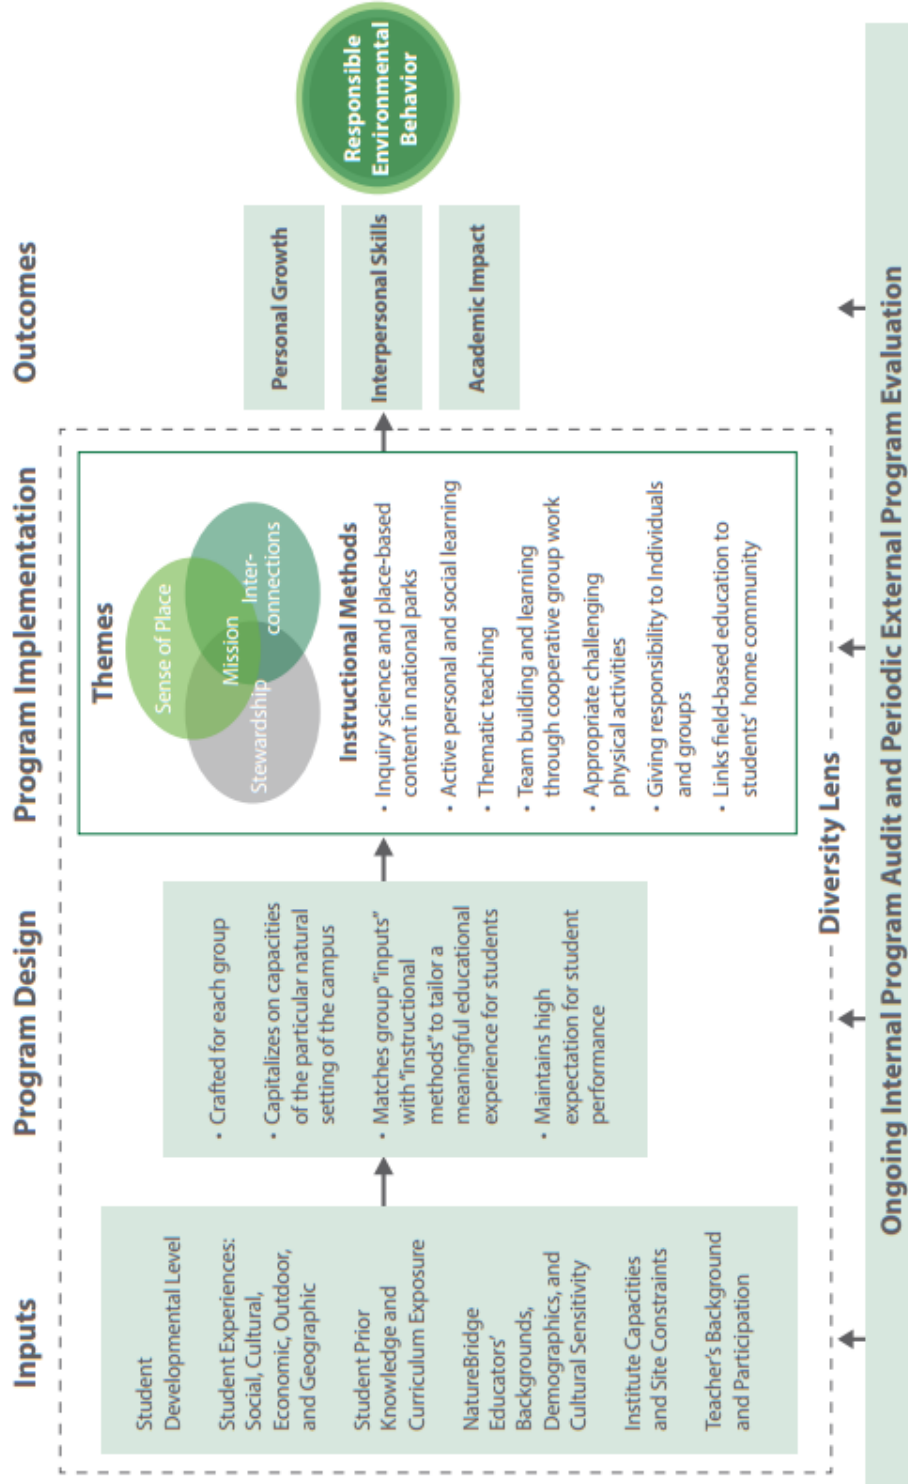 Inputs
Student
Developmental Level
Student Experiences:
Social, Cultural,
Economic, Outdoor,
and Geographic
Student Prior
Knowledge and
Curriculum Exposure
NatureBridge
Educators’
Backgrounds,
Demographics, and
Cultural Sensitivity
Institute Capacities
and Site Constraints
Teacher’s Background
and Participation
Program Design
• Crafted for each group
• Capitalizes on capacities
of the particular natural
setting of the campus
• Matches group “inputs”
with “instructional
methods” to tailor a
meaningful educational
experience for students
• Maintains high
expectation for student
performance
Program Implementation
Themes
Sense of Place
Stewardship
Mission
Inter-
connections
Instructional Methods
• Inquiry science and place-based
content in national parks
• Active personal and social learning
• Thematic teaching
• Team building and learning
through cooperative group work
• Appropriate challenging
physical activities
• Giving responsibility to Individuals
and groups
• Links field-based education to
students’ home community
Outcomes
Personal Growth
Interpersonal Skills
Academic Impact
Responsible
Environmental
Behavior
Diversity Lens
Ongoing Internal Program Audit and Periodic External Program Evaluation